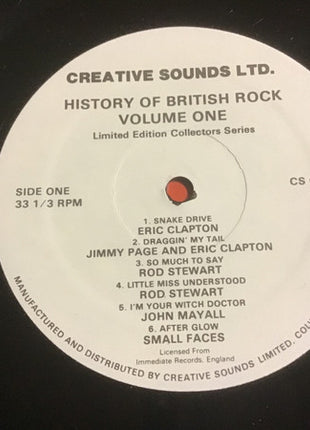 CREATIVE SOUNDS LTD.
HISTORY OF BRITISH ROCK
VOLUME ONE
Limited Edition Collectors Series
SIDE ONE
33 1/3 RPM
CS
1. SNAKE DRIVE
ERIC CLAPTON
2. DRAGGIN' MY TAIL
JIMMY PAGE AND ERIC CLAPTON
3. SO MUCH TO SAY
ROD STEWART
4. LITTLE MISS UNDERSTOOD
ROD STEWART
5. I'M YOUR WITCH DOCTOR
JOHN MAYALL
6. AFTER GLOW
SMALL FACES
Licensed From
Immediate Records, England
MANUFACTURED AND DISTRIBUTED BY CREATIVE SOUNDS LIMITED.